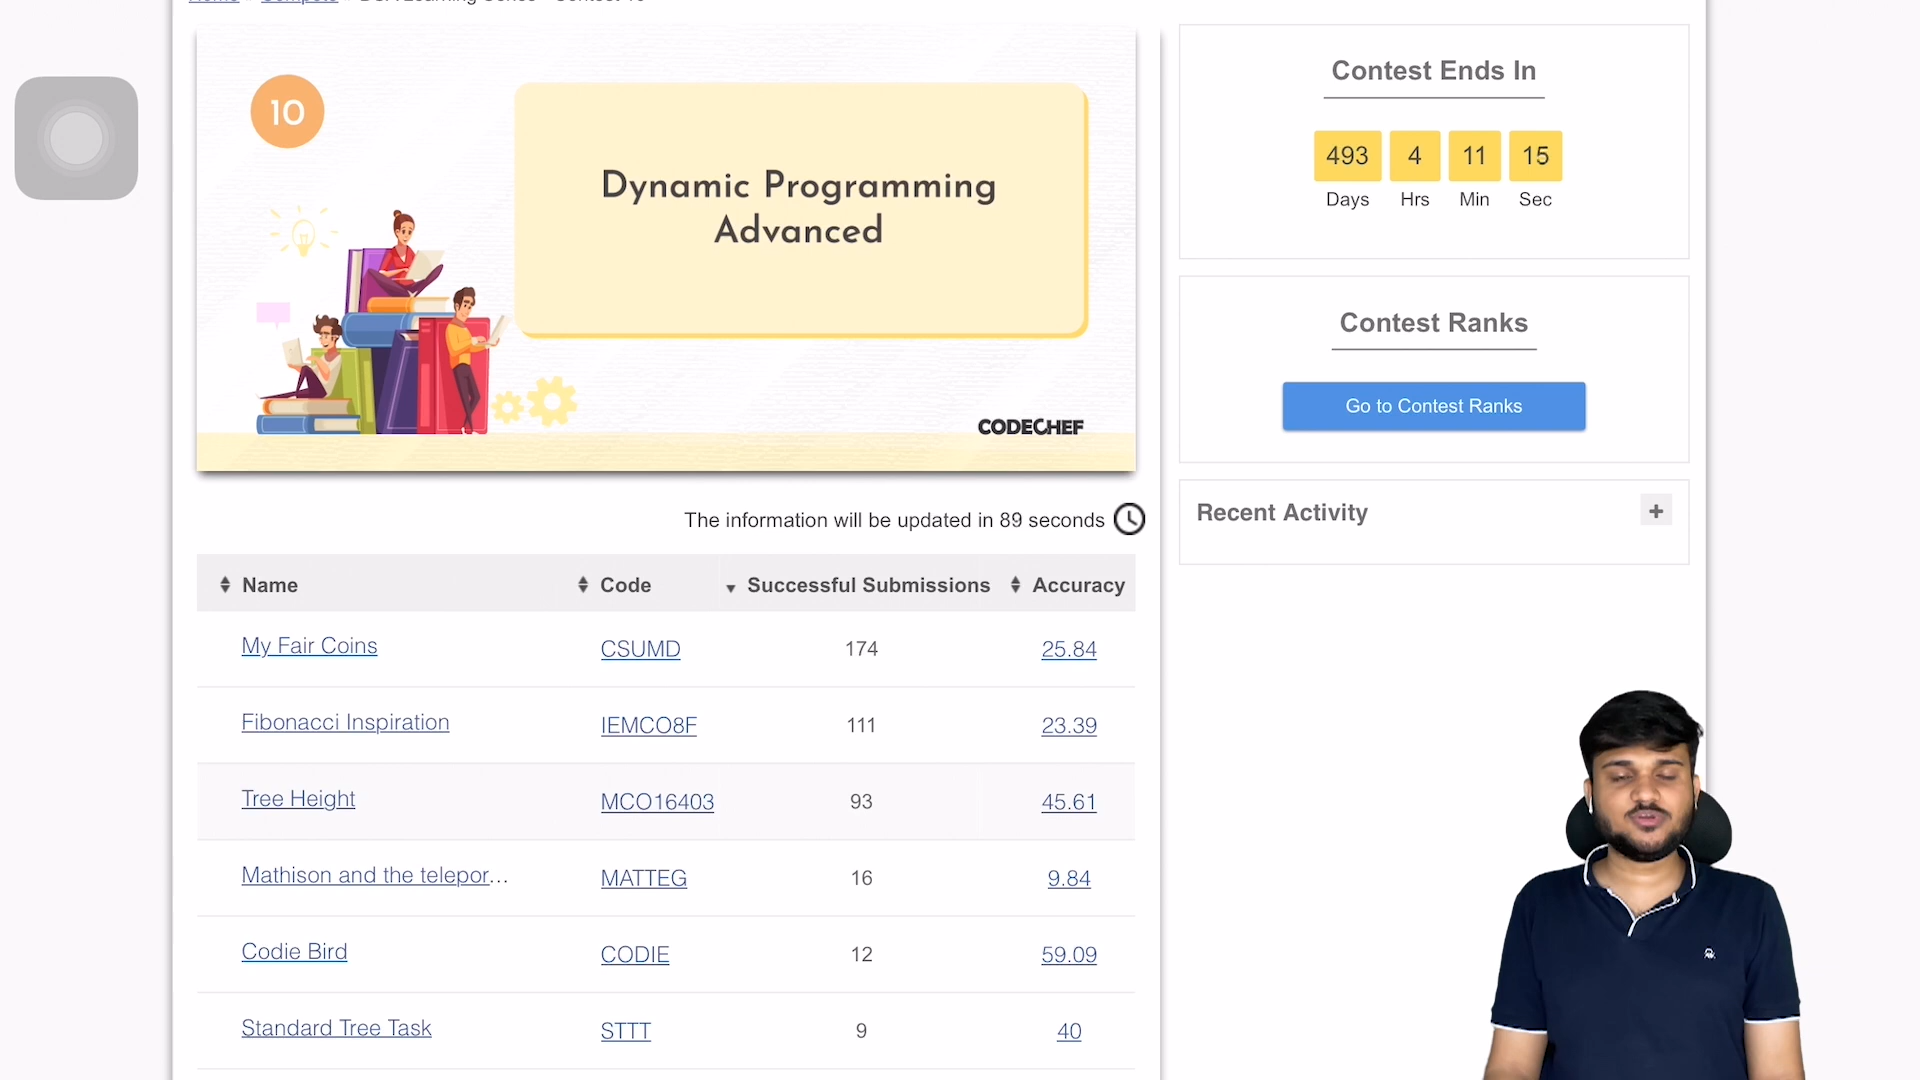 10
Dynamic Programming
Advanced
CODECHEF
The information will be updated in 89 seconds
Name Code Successful Submissions Accuracy
My Fair Coins CSUMD 174 25.84
Fibonacci Inspiration IEMCO8F 111 23.39
Tree Height MCO16403 93 45.61
Mathison and the telepor... MATTEG 16 9.84
Codie Bird CODIE 12 59.09
Standard Tree Task STTT 9 40
Contest Ends In
493 4 11 15
Days Hrs Min Sec
Contest Ranks
Go to Contest Ranks
Recent Activity +